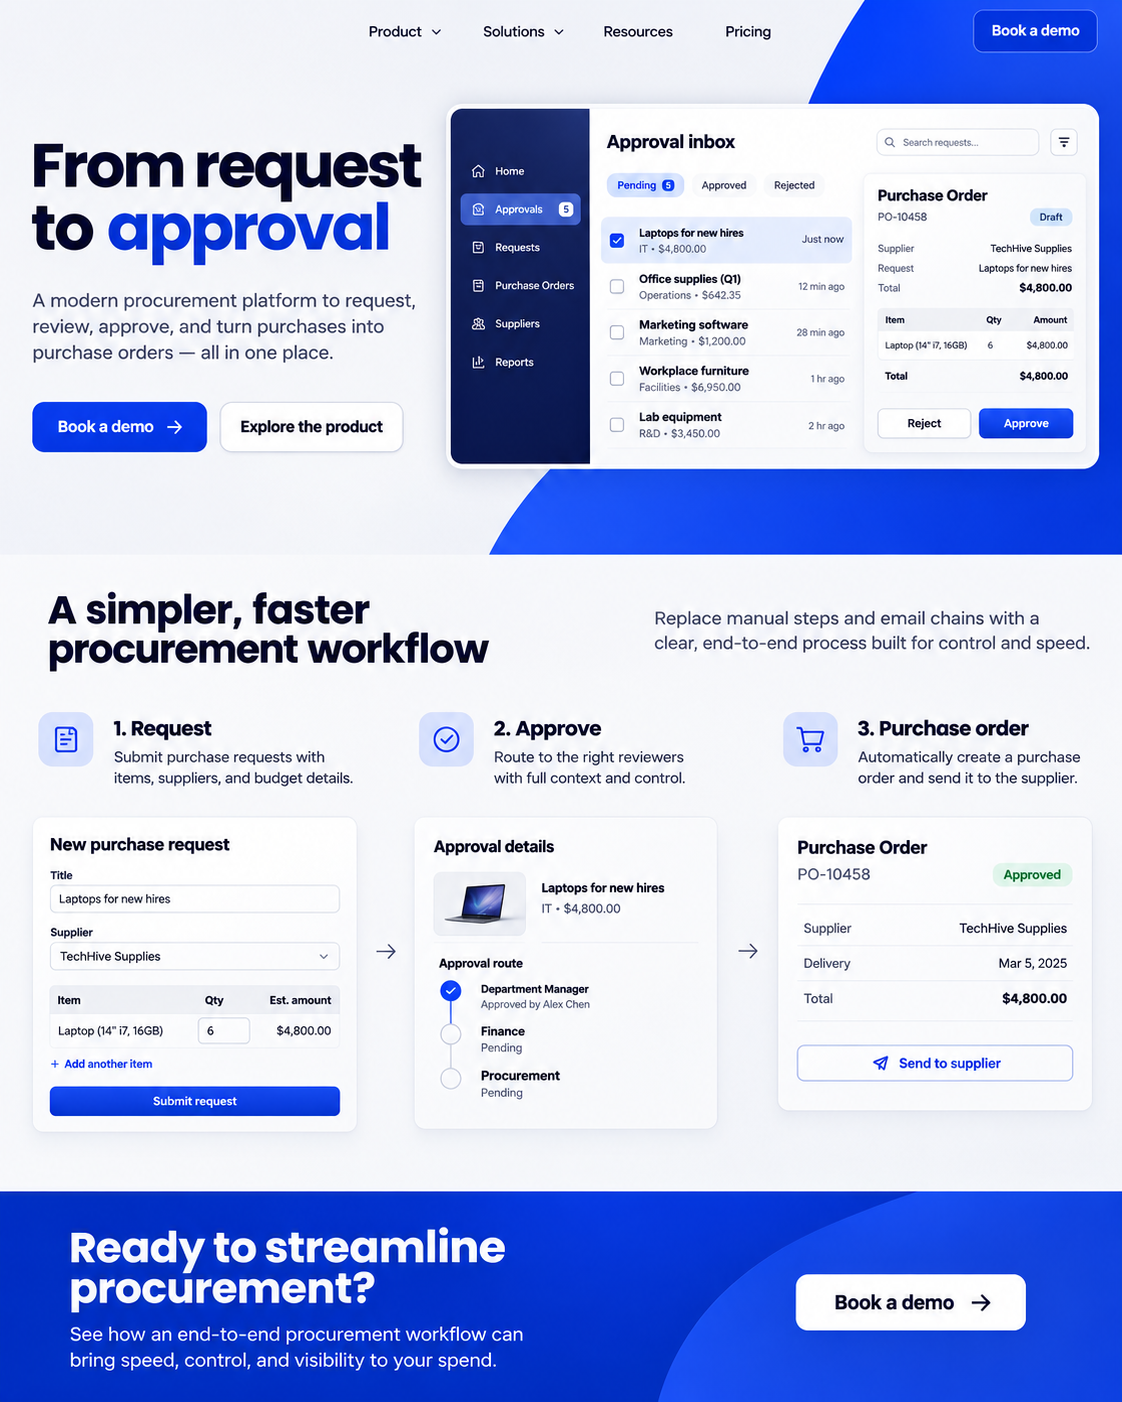 Product
Solutions
Resources
Pricing
Book a demo
From request
to approval
A modern procurement platform to request,
review, approve, and turn purchases into
purchase orders — all in one place.
Book a demo →
Explore the product
Home
Approvals 5
Requests
Purchase Orders
Suppliers
Reports
Approval inbox
Search requests...
Pending 5
Approved
Rejected
Laptops for new hires
IT • $4,800.00
Just now
Office supplies (Q1)
Operations • $642.35
12 min ago
Marketing software
Marketing • $1,200.00
28 min ago
Workplace furniture
Facilities • $6,950.00
1 hr ago
Lab equipment
R&D • $3,450.00
2 hr ago
Purchase Order
PO-10458
Draft
Supplier TechHive Supplies
Request Laptops for new hires
Total $4,800.00
Item Qty Amount
Laptop (14" i7, 16GB) 6 $4,800.00
Total $4,800.00
Reject
Approve
A simpler, faster
procurement workflow
Replace manual steps and email chains with a
clear, end-to-end process built for control and speed.
1. Request
Submit purchase requests with
items, suppliers, and budget details.
2. Approve
Route to the right reviewers
with full context and control.
3. Purchase order
Automatically create a purchase
order and send it to the supplier.
New purchase request
Title
Laptops for new hires
Supplier
TechHive Supplies
Item Qty Est. amount
Laptop (14" i7, 16GB) 6 $4,800.00
+ Add another item
Submit request
→
Approval details
Laptops for new hires
IT • $4,800.00
Approval route
Department Manager
Approved by Alex Chen
Finance
Pending
Procurement
Pending
→
Purchase Order
PO-10458
Approved
Supplier TechHive Supplies
Delivery Mar 5, 2025
Total $4,800.00
Send to supplier
Ready to streamline
procurement?
See how an end-to-end procurement workflow can
bring speed, control, and visibility to your spend.
Book a demo →